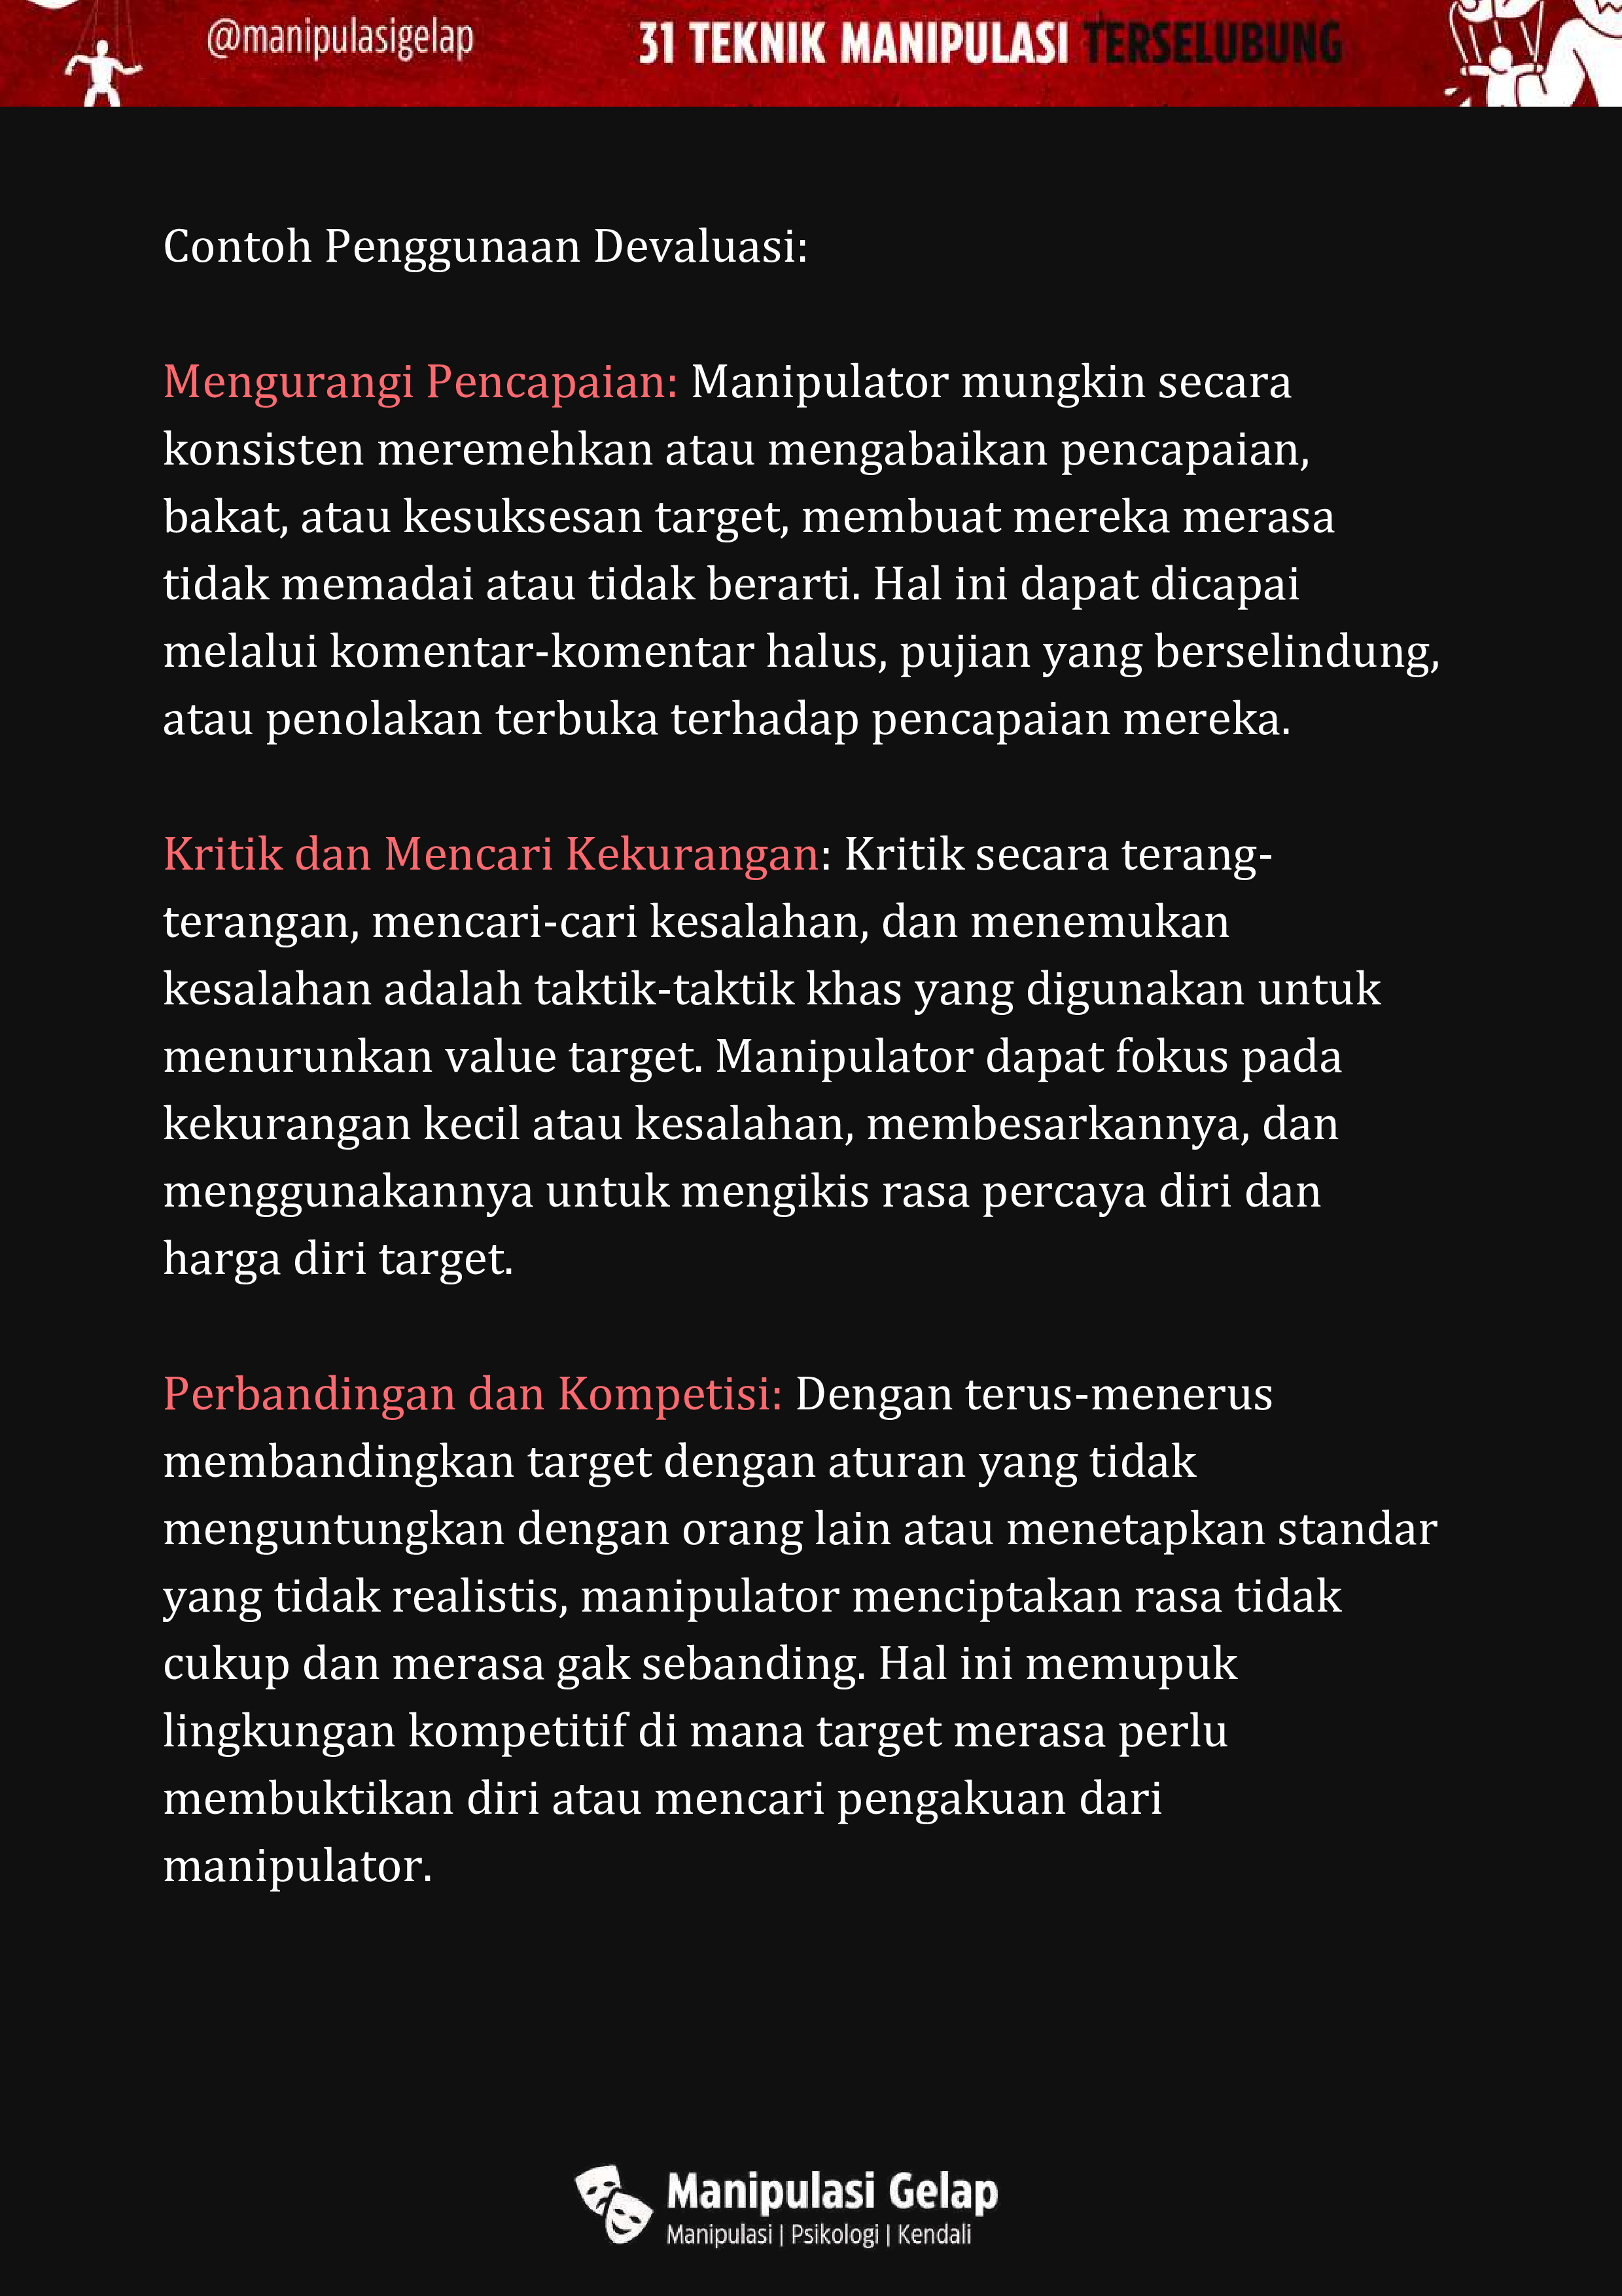 @manipulasigelap
31 TEKNIK MANIPULASI TERSELUBUNG
Contoh Penggunaan Devaluasi:
Mengurangi Pencapaian: Manipulator mungkin secara
konsisten meremehkan atau mengabaikan pencapaian,
bakat, atau kesuksesan target, membuat mereka merasa
tidak memadai atau tidak berarti. Hal ini dapat dicapai
melalui komentar-komentar halus, pujian yang berselindung,
atau penolakan terbuka terhadap pencapaian mereka.
Kritik dan Mencari Kekurangan: Kritik secara terang-
terangan, mencari-cari kesalahan, dan menemukan
kesalahan adalah taktik-taktik khas yang digunakan untuk
menurunkan value target. Manipulator dapat fokus pada
kekurangan kecil atau kesalahan, membesarkannya, dan
menggunakannya untuk mengikis rasa percaya diri dan
harga diri target.
Perbandingan dan Kompetisi: Dengan terus-menerus
membandingkan target dengan aturan yang tidak
menguntungkan dengan orang lain atau menetapkan standar
yang tidak realistis, manipulator menciptakan rasa tidak
cukup dan merasa gak sebanding. Hal ini memupuk
lingkungan kompetitif di mana target merasa perlu
membuktikan diri atau mencari pengakuan dari
manipulator.
Manipulasi Gelap
Manipulasi | Psikologi | Kendali